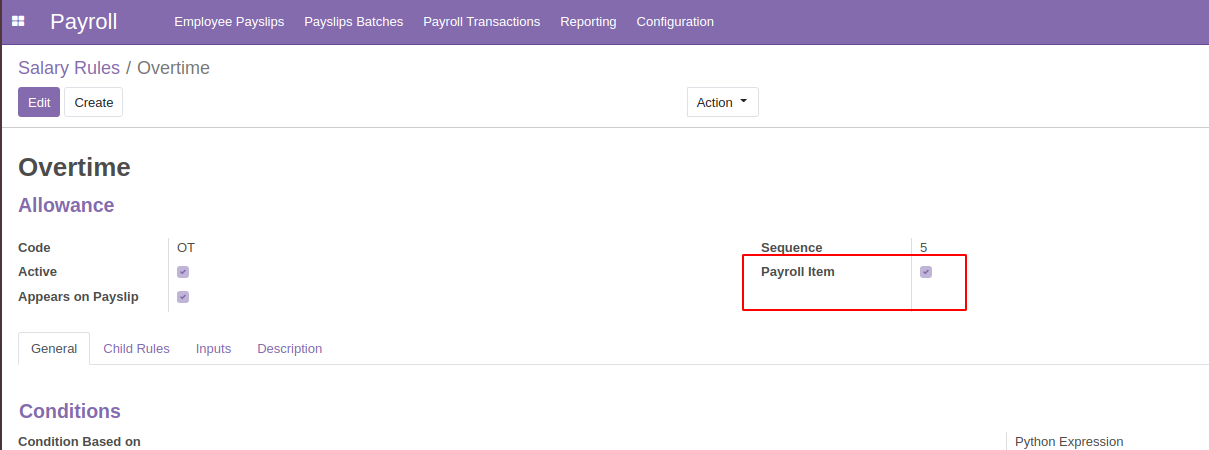 Payroll Employee Payslips Payslips Batches Payroll Transactions Reporting Configuration
Salary Rules / Overtime
Edit Create Action
Overtime
Allowance
Code OT Sequence 5
Active Payroll Item
Appears on Payslip
General Child Rules Inputs Description
Conditions
Condition Based on Python Expression